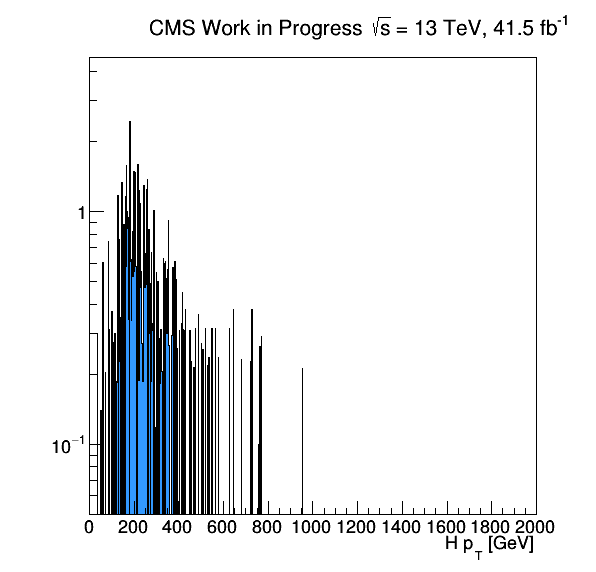 CMS Work in Progress √s = 13 TeV, 41.5 fb⁻¹
1
10⁻¹
0 200 400 600 800 1000 1200 1400 1600 1800 2000
H p_T [GeV]